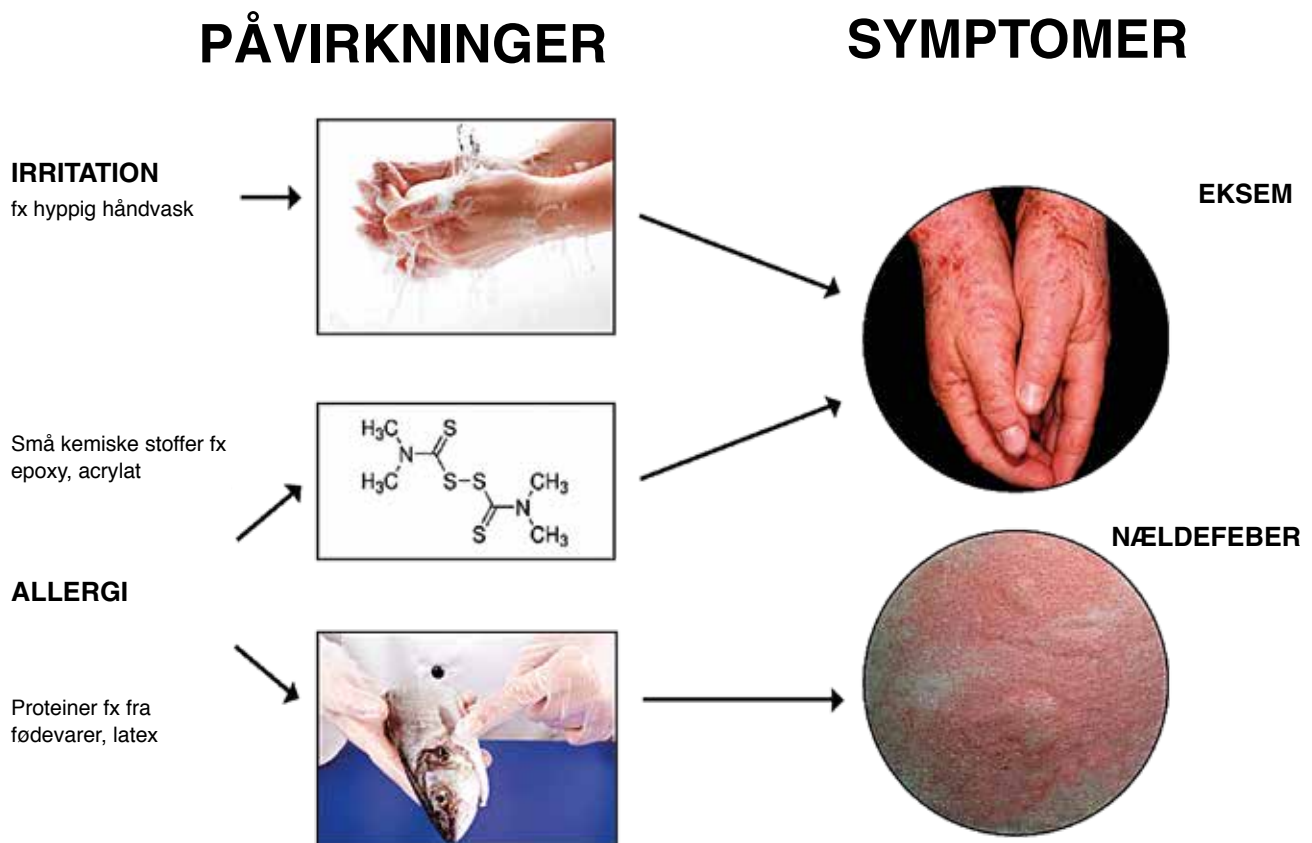 PÅVIRKNINGER
SYMPTOMER
IRRITATION
fx hyppig håndvask
EKSEM
Små kemiske stoffer fx
epoxy, acrylat
H₃C
S
N
H₃C
S–S
CH₃
N
S
CH₃
NÆLDEFEBER
ALLERGI
Proteiner fx fra
fødevarer, latex